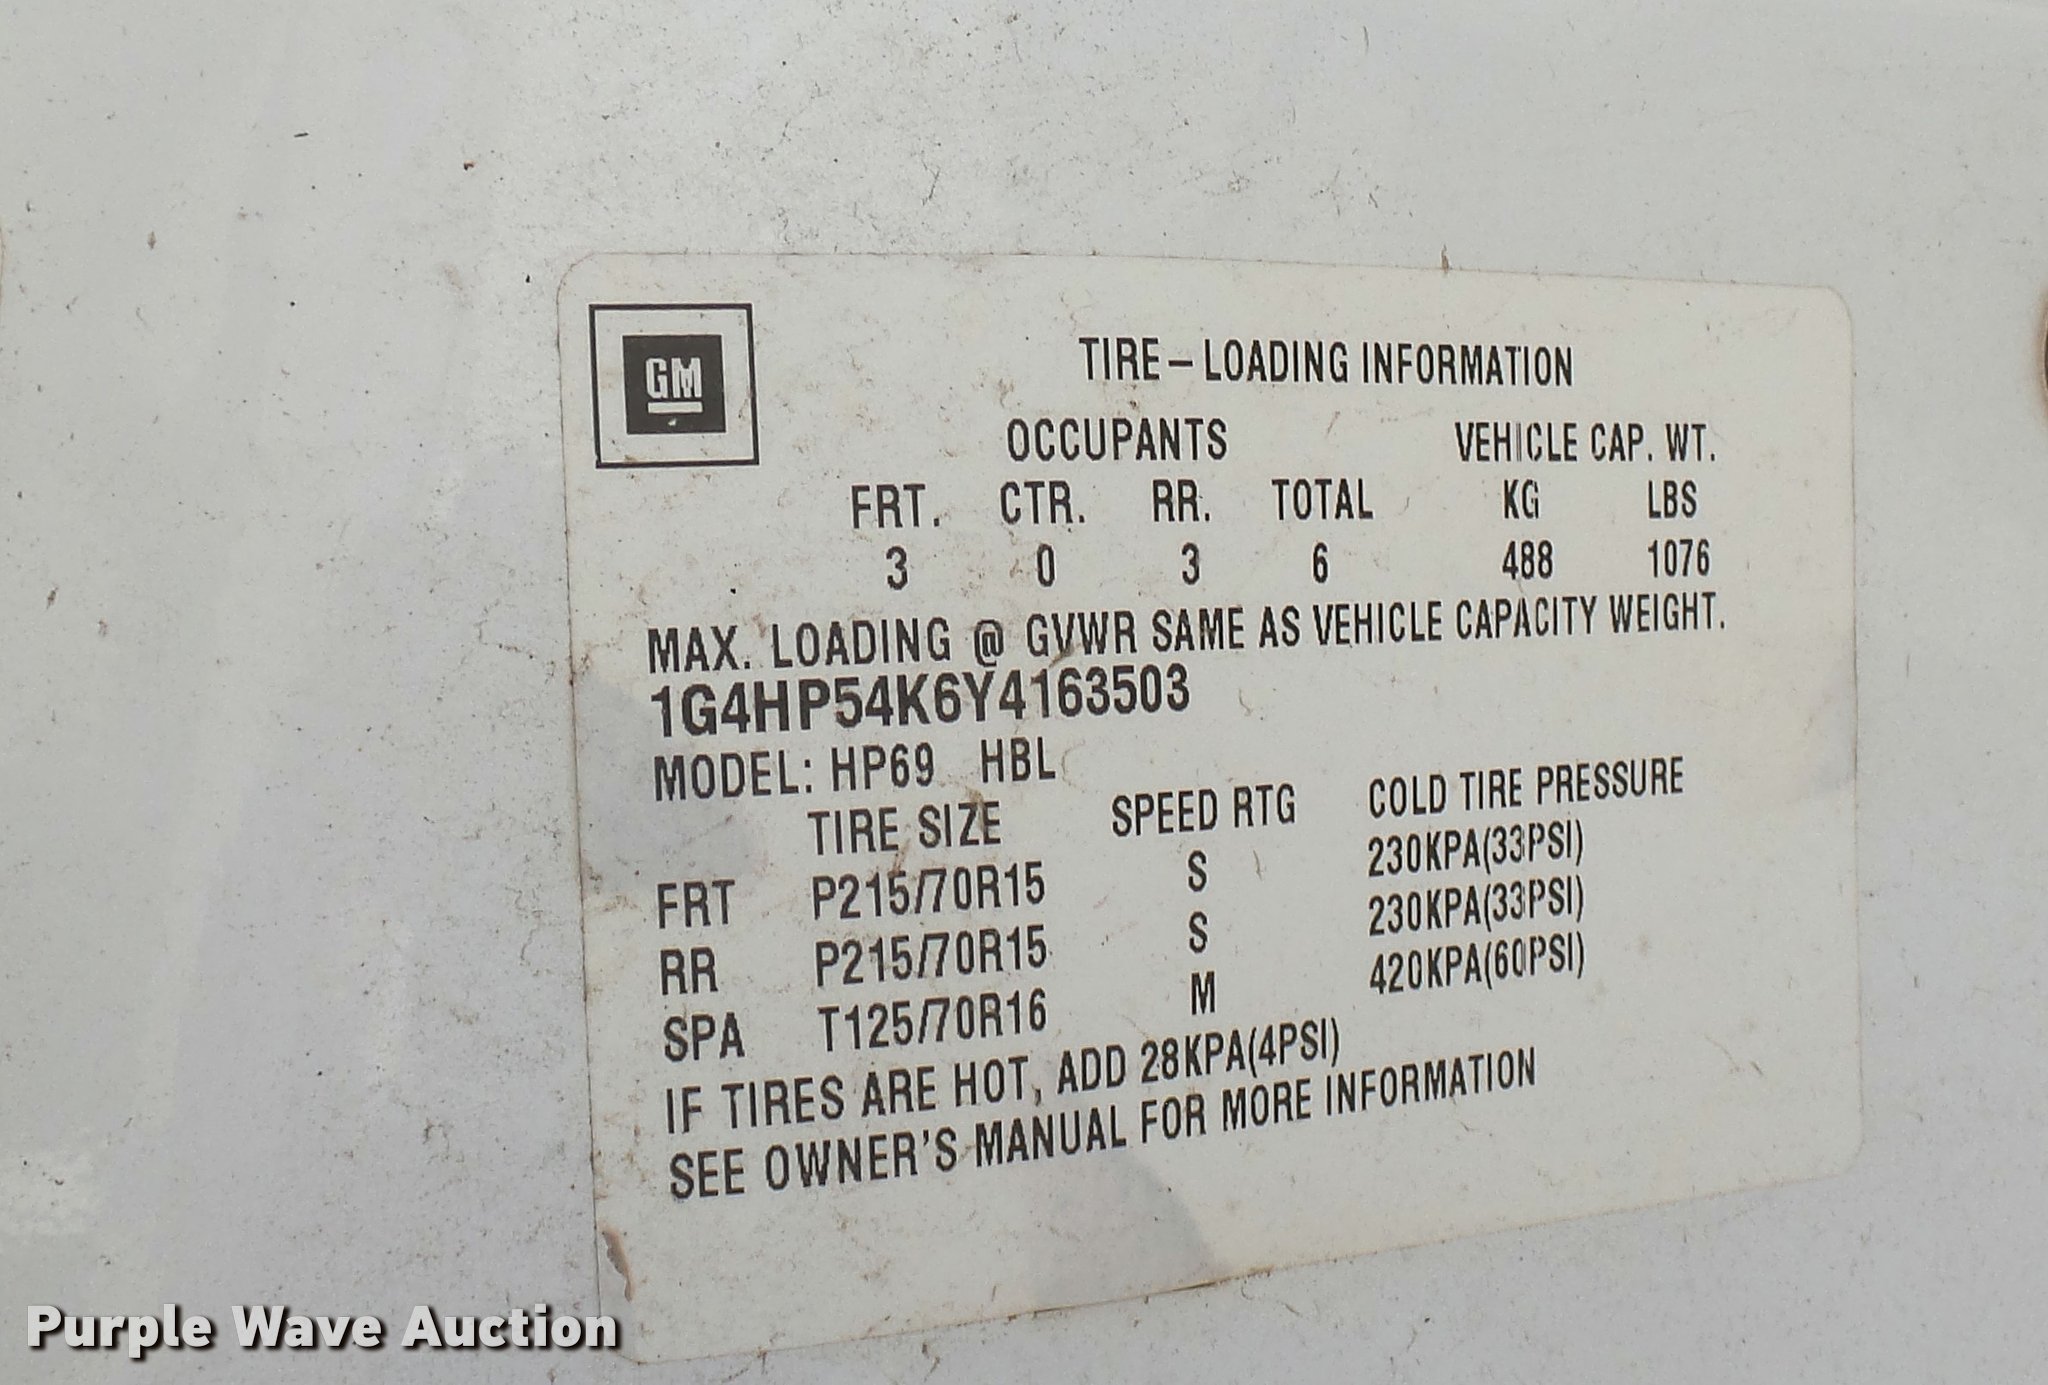 GM
TIRE – LOADING INFORMATION
OCCUPANTS VEHICLE CAP. WT.
FRT. CTR. RR. TOTAL KG LBS
3 0 3 6 488 1076
MAX. LOADING @ GVWR SAME AS VEHICLE CAPACITY WEIGHT.
1G4HP54K6Y4163503
MODEL: HP69 HBL
TIRE SIZE SPEED RTG COLD TIRE PRESSURE
FRT P215/70R15 S 230KPA(33PSI)
RR P215/70R15 S 230KPA(33PSI)
SPA T125/70R16 M 420KPA(60PSI)
IF TIRES ARE HOT, ADD 28KPA(4PSI)
SEE OWNER'S MANUAL FOR MORE INFORMATION
Purple Wave Auction